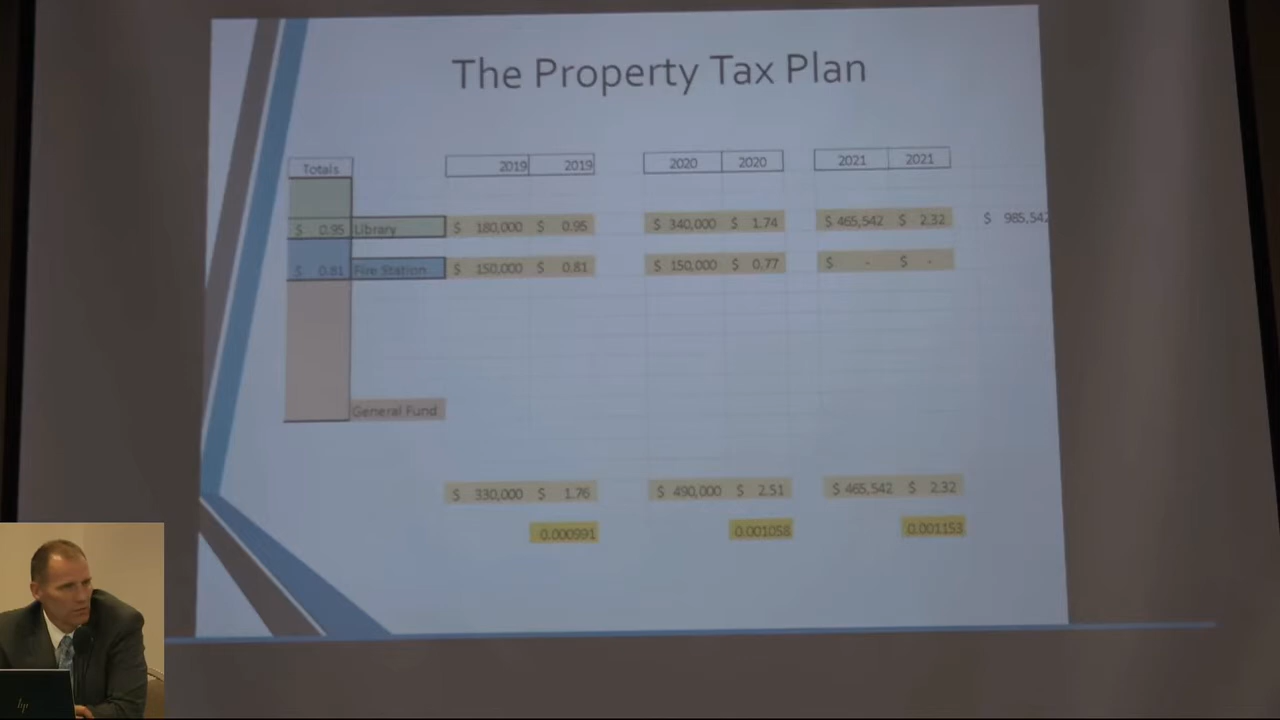 The Property Tax Plan
Totals 2019 2019 2020 2020 2021 2021
$ 0.95 Library $ 180,000 $ 0.95 $ 340,000 $ 1.74 $ 465,542 $ 2.32 $ 985,542
$ 0.81 Fire Station $ 150,000 $ 0.81 $ 150,000 $ 0.77 $ - $ -
General Fund
$ 330,000 $ 1.76 $ 490,000 $ 2.51 $ 465,542 $ 2.32
0.000991 0.001058 0.001153
hp